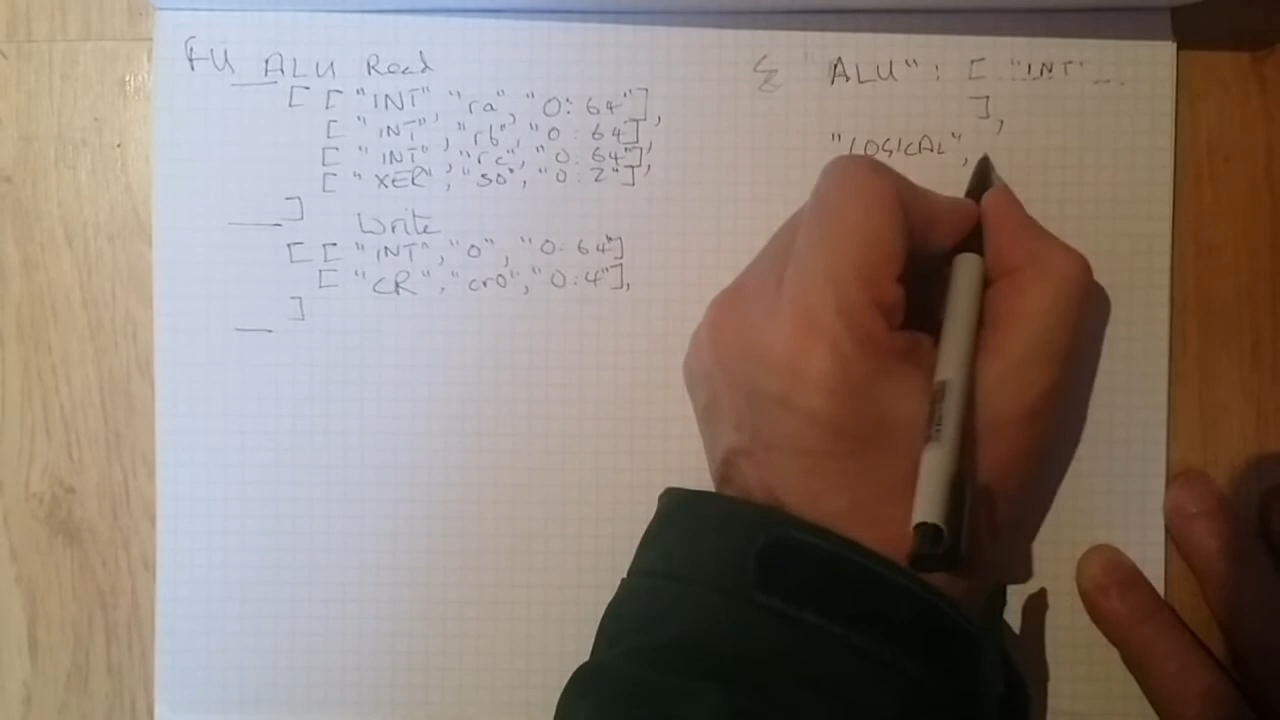 FU ALU Read
[ [ "INT", "ra", "0:64"],
[ "INT", "rb", "0:64],
[ "INT", "rc", "0:64"],
[ "XER", "so", "0:2"],
]
Write
[ [ "INT", "o", "0:64"]
[ "CR", "cr0", "0:4"],
]
{ ALU": [ "INT" ...
],
"LOGICAL",